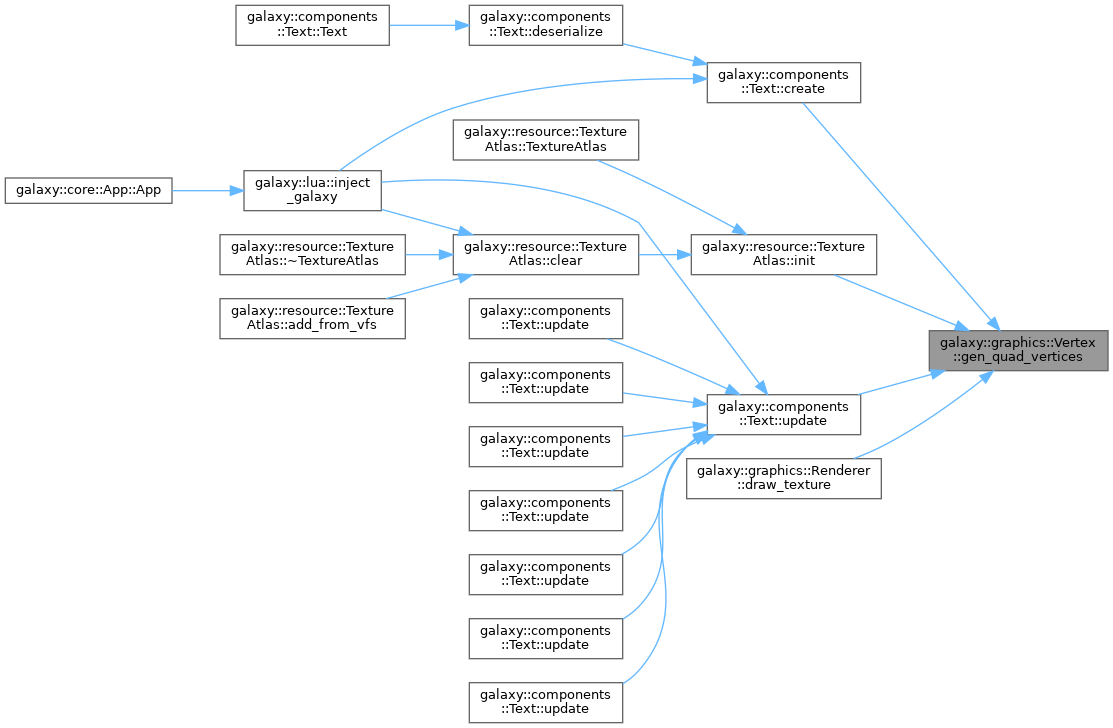 galaxy::components
::Text::Text
galaxy::components
::Text::deserialize
galaxy::components
::Text::create
galaxy::resource::Texture
Atlas::TextureAtlas
galaxy::core::App::App
galaxy::lua::inject
_galaxy
galaxy::resource::Texture
Atlas::~TextureAtlas
galaxy::resource::Texture
Atlas::clear
galaxy::resource::Texture
Atlas::init
galaxy::resource::Texture
Atlas::add_from_vfs
galaxy::components
::Text::update
galaxy::graphics::Vertex
::gen_quad_vertices
galaxy::components
::Text::update
galaxy::components
::Text::update
galaxy::components
::Text::update
galaxy::graphics::Renderer
::draw_texture
galaxy::components
::Text::update
galaxy::components
::Text::update
galaxy::components
::Text::update
galaxy::components
::Text::update